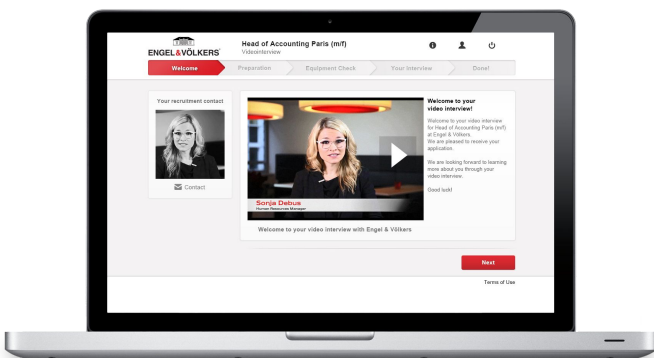 ENGEL&VÖLKERS
Head of Accounting Paris (m/f)
Videointerview
Welcome
Preparation
Equipment Check
Your Interview
Done!
Your recruitment contact
Contact
Sonja Debus
Human Resources Manager
Welcome to your video interview with Engel & Völkers
Welcome to your
video interview!
Welcome to your video interview
for Head of Accounting Paris (m/f)
at Engel & Völkers.
We are pleased to receive your
application.
We are looking forward to learning
more about you through your
video interview.
Good luck!
Next
Terms of Use